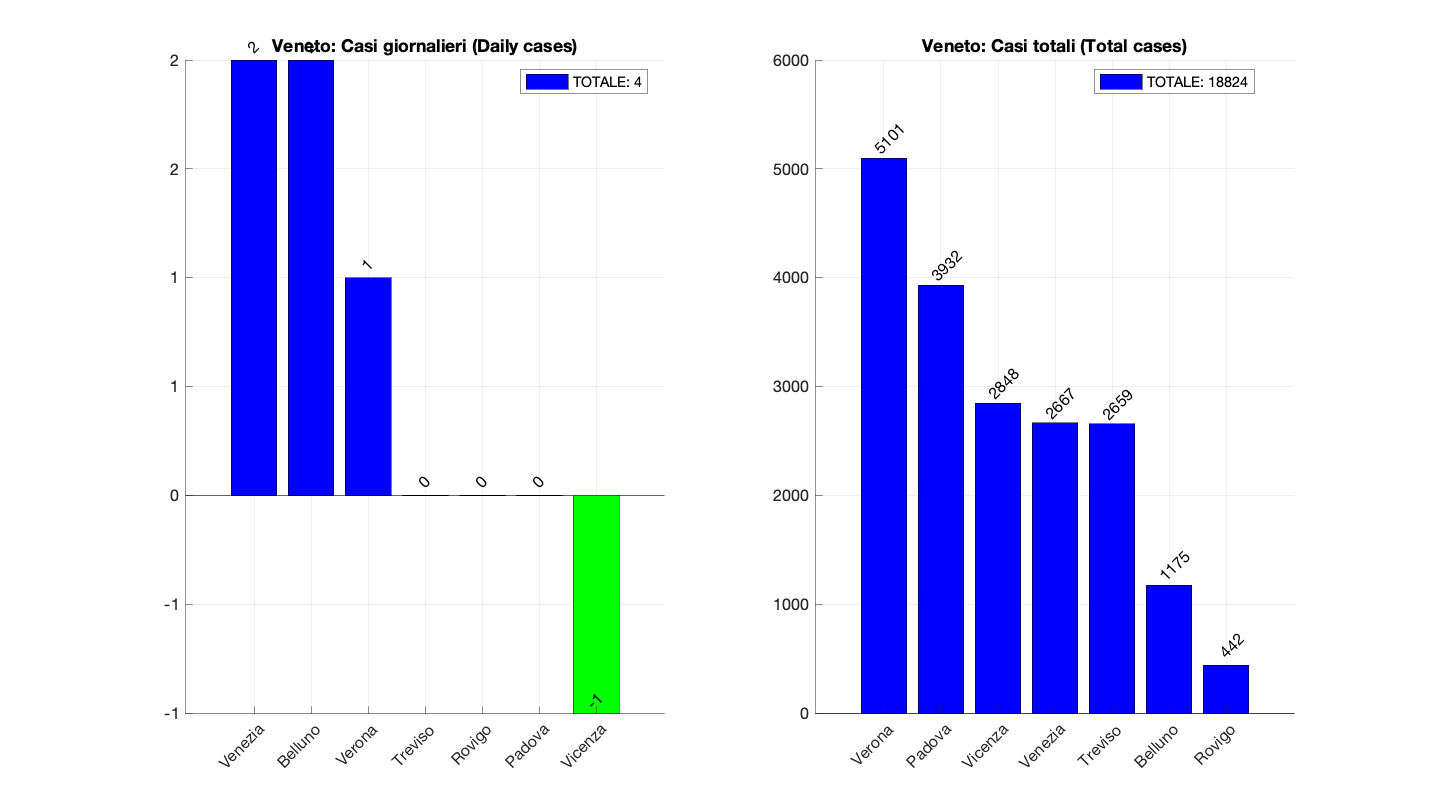 Veneto: Casi giornalieri (Daily cases)
TOTALE: 4
2
2
1
1
0
-1
-1
2
1
0
0
0
-1
Venezia
Belluno
Verona
Treviso
Rovigo
Padova
Vicenza
Veneto: Casi totali (Total cases)
TOTALE: 18824
6000
5000
4000
3000
2000
1000
0
5101
3932
2848
2667
2659
1175
442
Verona
Padova
Vicenza
Venezia
Treviso
Belluno
Rovigo